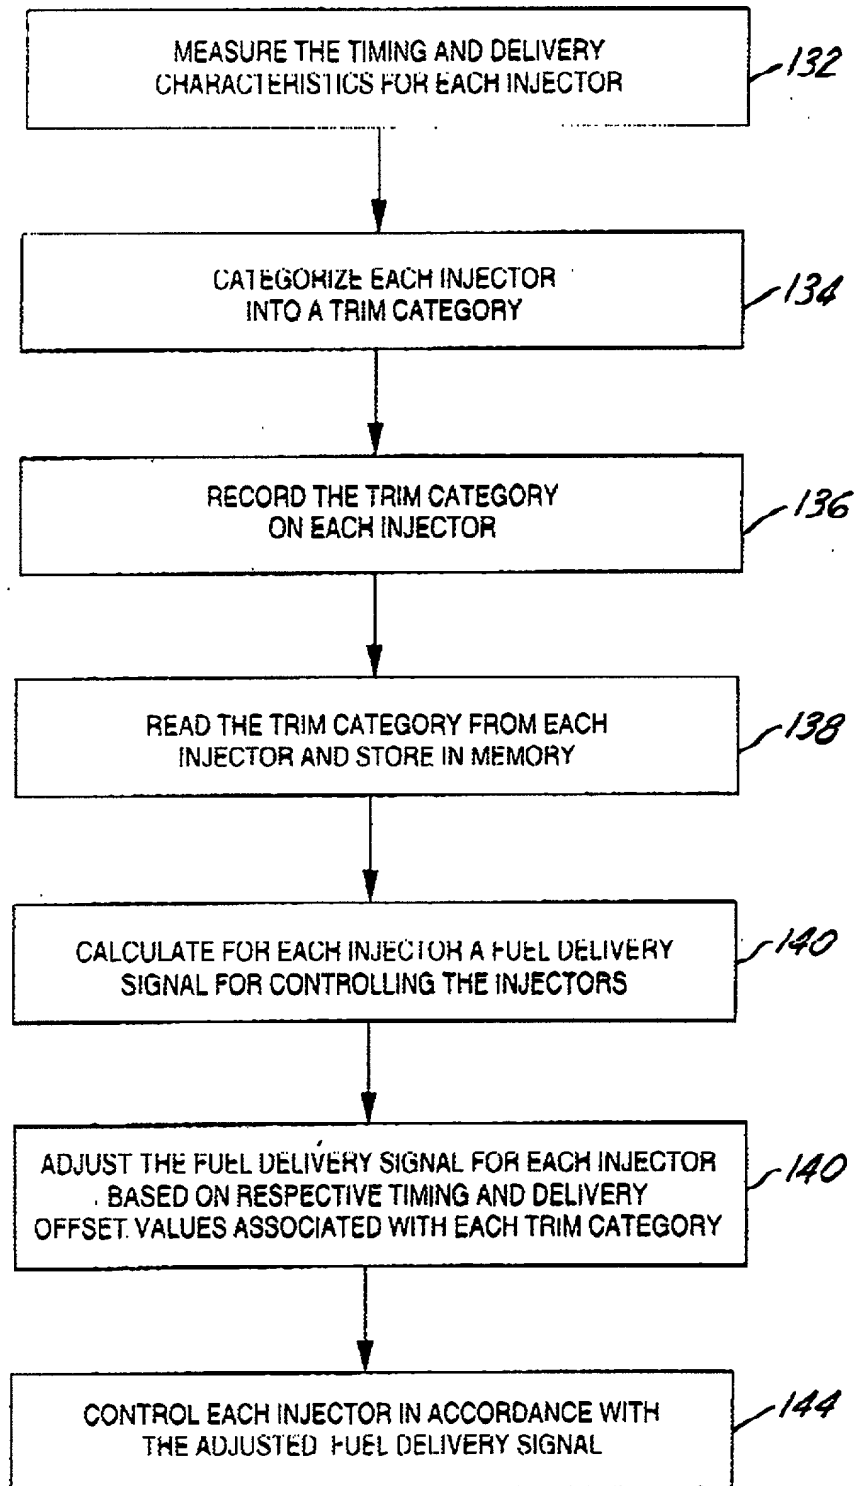 MEASURE THE TIMING AND DELIVERY
CHARACTERISTICS FOR EACH INJECTOR
132
CATEGORIZE EACH INJECTOR
INTO A TRIM CATEGORY
134
RECORD THE TRIM CATEGORY
ON EACH INJECTOR
136
READ THE TRIM CATEGORY FROM EACH
INJECTOR AND STORE IN MEMORY
138
CALCULATE FOR EACH INJECTOR A FUEL DELIVERY
SIGNAL FOR CONTROLLING THE INJECTORS
140
ADJUST THE FUEL DELIVERY SIGNAL FOR EACH INJECTOR
BASED ON RESPECTIVE TIMING AND DELIVERY
OFFSET VALUES ASSOCIATED WITH EACH TRIM CATEGORY
140
CONTROL EACH INJECTOR IN ACCORDANCE WITH
THE ADJUSTED FUEL DELIVERY SIGNAL
144